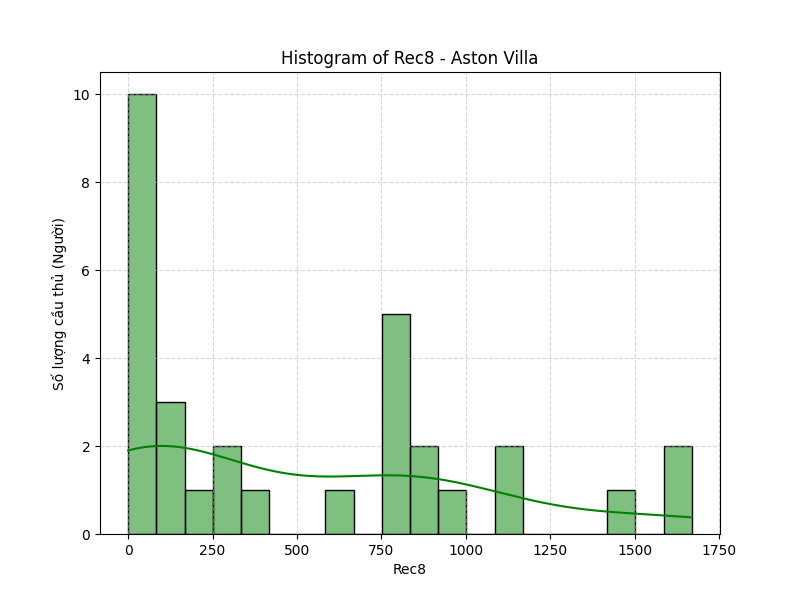 Histogram of Rec8 - Aston Villa
Số lượng cầu thủ (Người)
10
8
6
4
2
0
0 250 500 750 1000 1250 1500 1750
Rec8